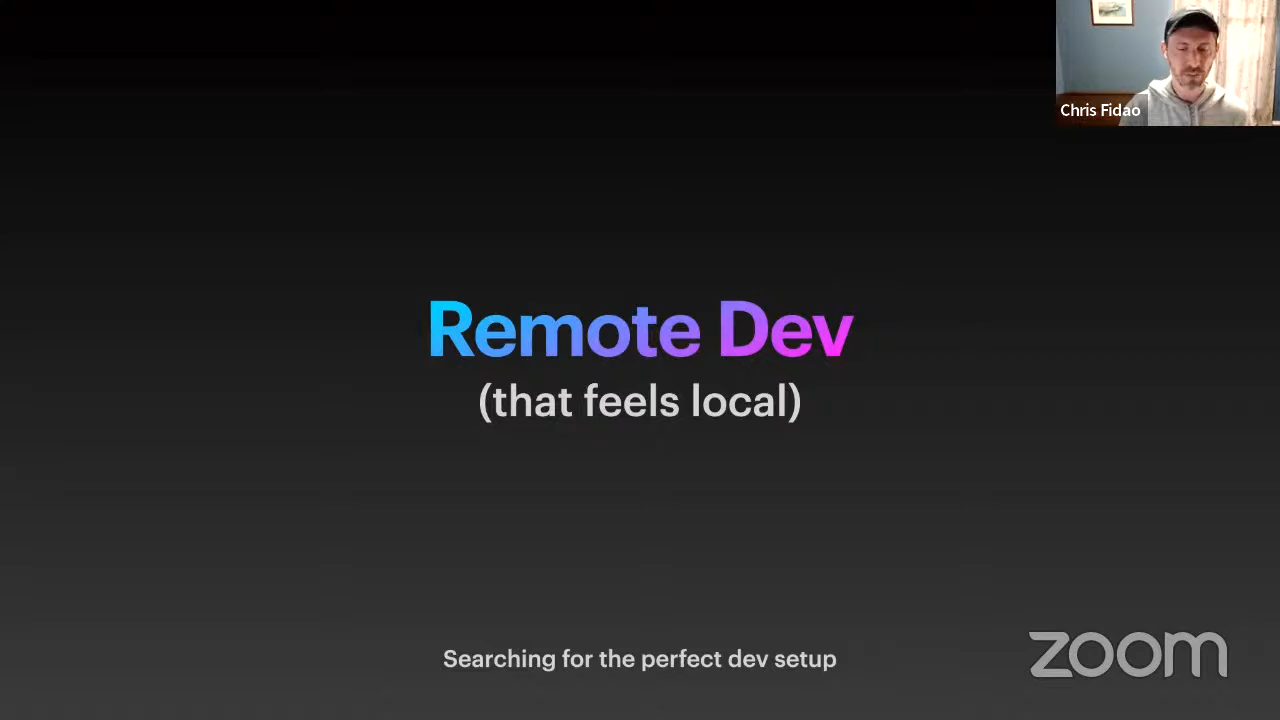 Chris Fidao
Remote Dev
(that feels local)
Searching for the perfect dev setup
zoom